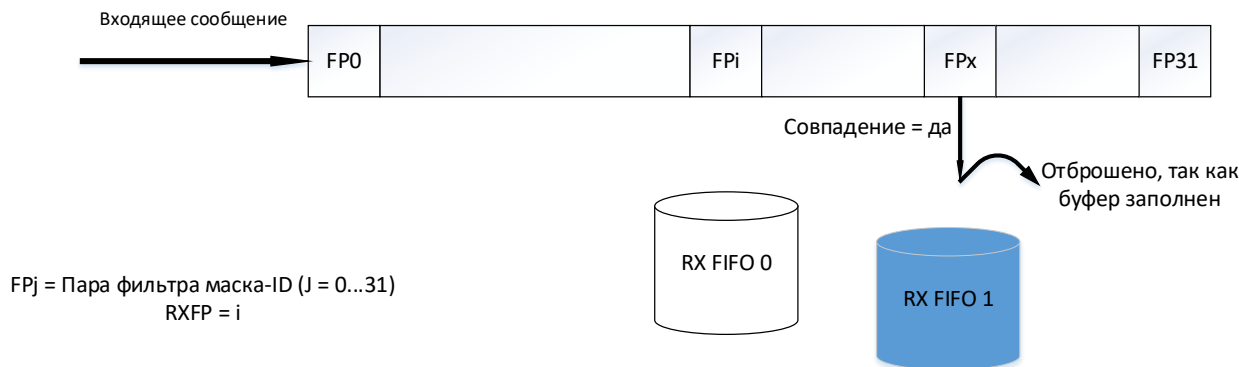 Входящее сообщение
FP0
FPi
FPx
FP31
Совпадение = да
Отброшено, так как
буфер заполнен
RX FIFO 0
RX FIFO 1
FPj = Пара фильтра маска-ID (J = 0...31)
RXFP = i